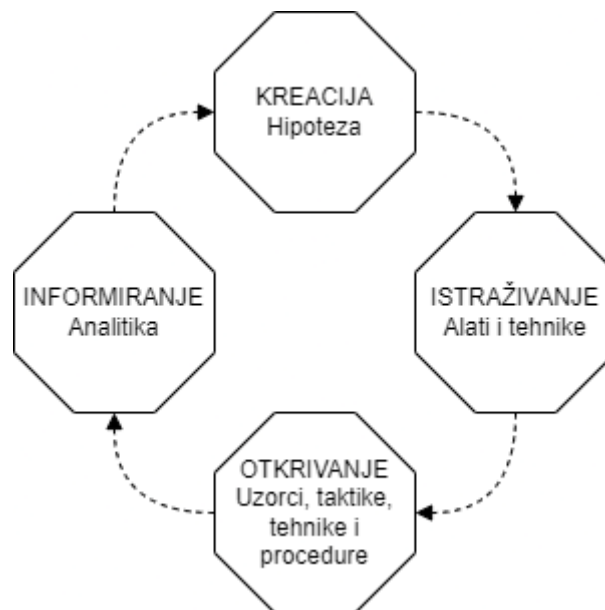 KREACIJA
Hipoteza
INFORMIRANJE
Analitika
ISTRAŽIVANJE
Alati i tehnike
OTKRIVANJE
Uzorci, taktike,
tehnike i
procedure